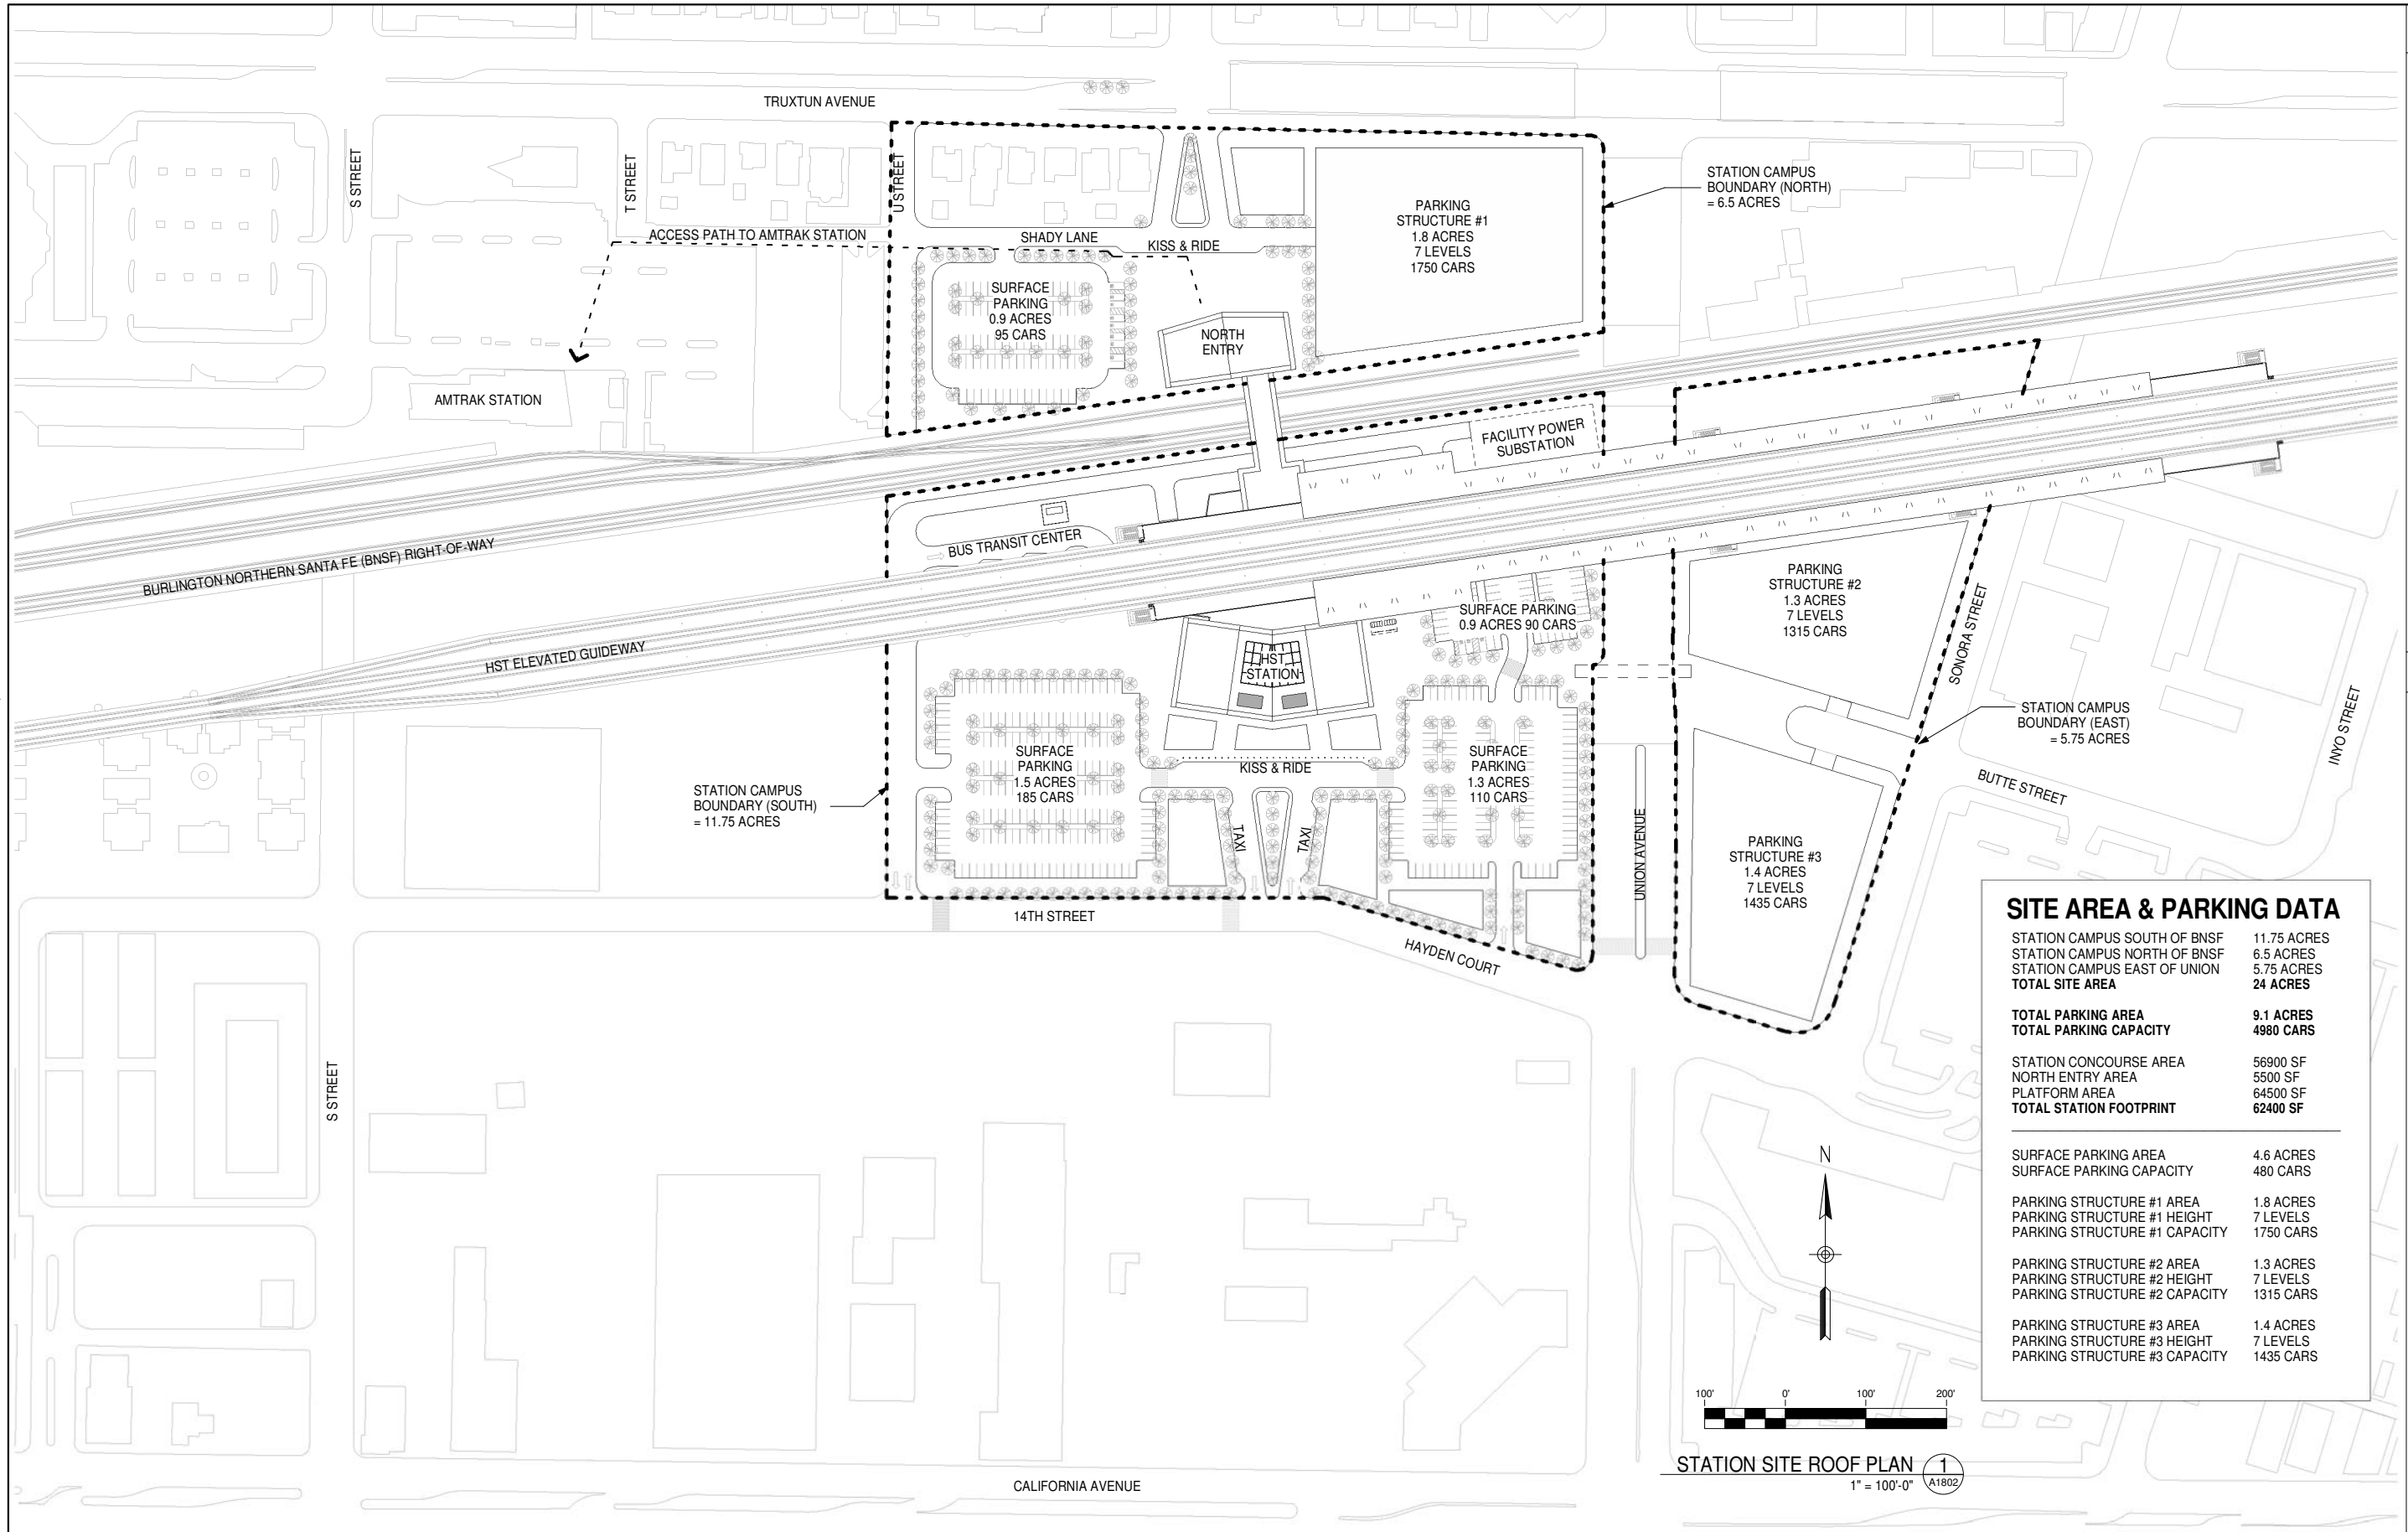 TRUXTUN AVENUE
S STREET
T STREET
U STREET
STATION CAMPUS
BOUNDARY (NORTH)
= 6.5 ACRES
PARKING
STRUCTURE #1
1.8 ACRES
7 LEVELS
1750 CARS
ACCESS PATH TO AMTRAK STATION
SHADY LANE
KISS & RIDE
SURFACE
PARKING
0.9 ACRES
95 CARS
NORTH
ENTRY
AMTRAK STATION
FACILITY POWER
SUBSTATION
BUS TRANSIT CENTER
BURLINGTON NORTHERN SANTA FE (BNSF) RIGHT-OF-WAY
HST ELEVATED GUIDEWAY
PARKING
STRUCTURE #2
1.3 ACRES
7 LEVELS
1315 CARS
SURFACE PARKING
0.9 ACRES 90 CARS
HST
STATION
SONORA STREET
STATION CAMPUS
BOUNDARY (EAST)
= 5.75 ACRES
INYO STREET
BUTTE STREET
SURFACE
PARKING
1.5 ACRES
185 CARS
KISS & RIDE
SURFACE
PARKING
1.3 ACRES
110 CARS
STATION CAMPUS
BOUNDARY (SOUTH)
= 11.75 ACRES
TAXI
TAXI
UNION AVENUE
PARKING
STRUCTURE #3
1.4 ACRES
7 LEVELS
1435 CARS
14TH STREET
HAYDEN COURT
S STREET
SITE AREA & PARKING DATA
STATION CAMPUS SOUTH OF BNSF 11.75 ACRES
STATION CAMPUS NORTH OF BNSF 6.5 ACRES
STATION CAMPUS EAST OF UNION 5.75 ACRES
TOTAL SITE AREA 24 ACRES
TOTAL PARKING AREA 9.1 ACRES
TOTAL PARKING CAPACITY 4980 CARS
STATION CONCOURSE AREA 56900 SF
NORTH ENTRY AREA 5500 SF
PLATFORM AREA 64500 SF
TOTAL STATION FOOTPRINT 62400 SF
SURFACE PARKING AREA 4.6 ACRES
SURFACE PARKING CAPACITY 480 CARS
PARKING STRUCTURE #1 AREA 1.8 ACRES
PARKING STRUCTURE #1 HEIGHT 7 LEVELS
PARKING STRUCTURE #1 CAPACITY 1750 CARS
PARKING STRUCTURE #2 AREA 1.3 ACRES
PARKING STRUCTURE #2 HEIGHT 7 LEVELS
PARKING STRUCTURE #2 CAPACITY 1315 CARS
PARKING STRUCTURE #3 AREA 1.4 ACRES
PARKING STRUCTURE #3 HEIGHT 7 LEVELS
PARKING STRUCTURE #3 CAPACITY 1435 CARS
N
100' 0' 100' 200'
STATION SITE ROOF PLAN 1
1" = 100'-0" A1802
CALIFORNIA AVENUE